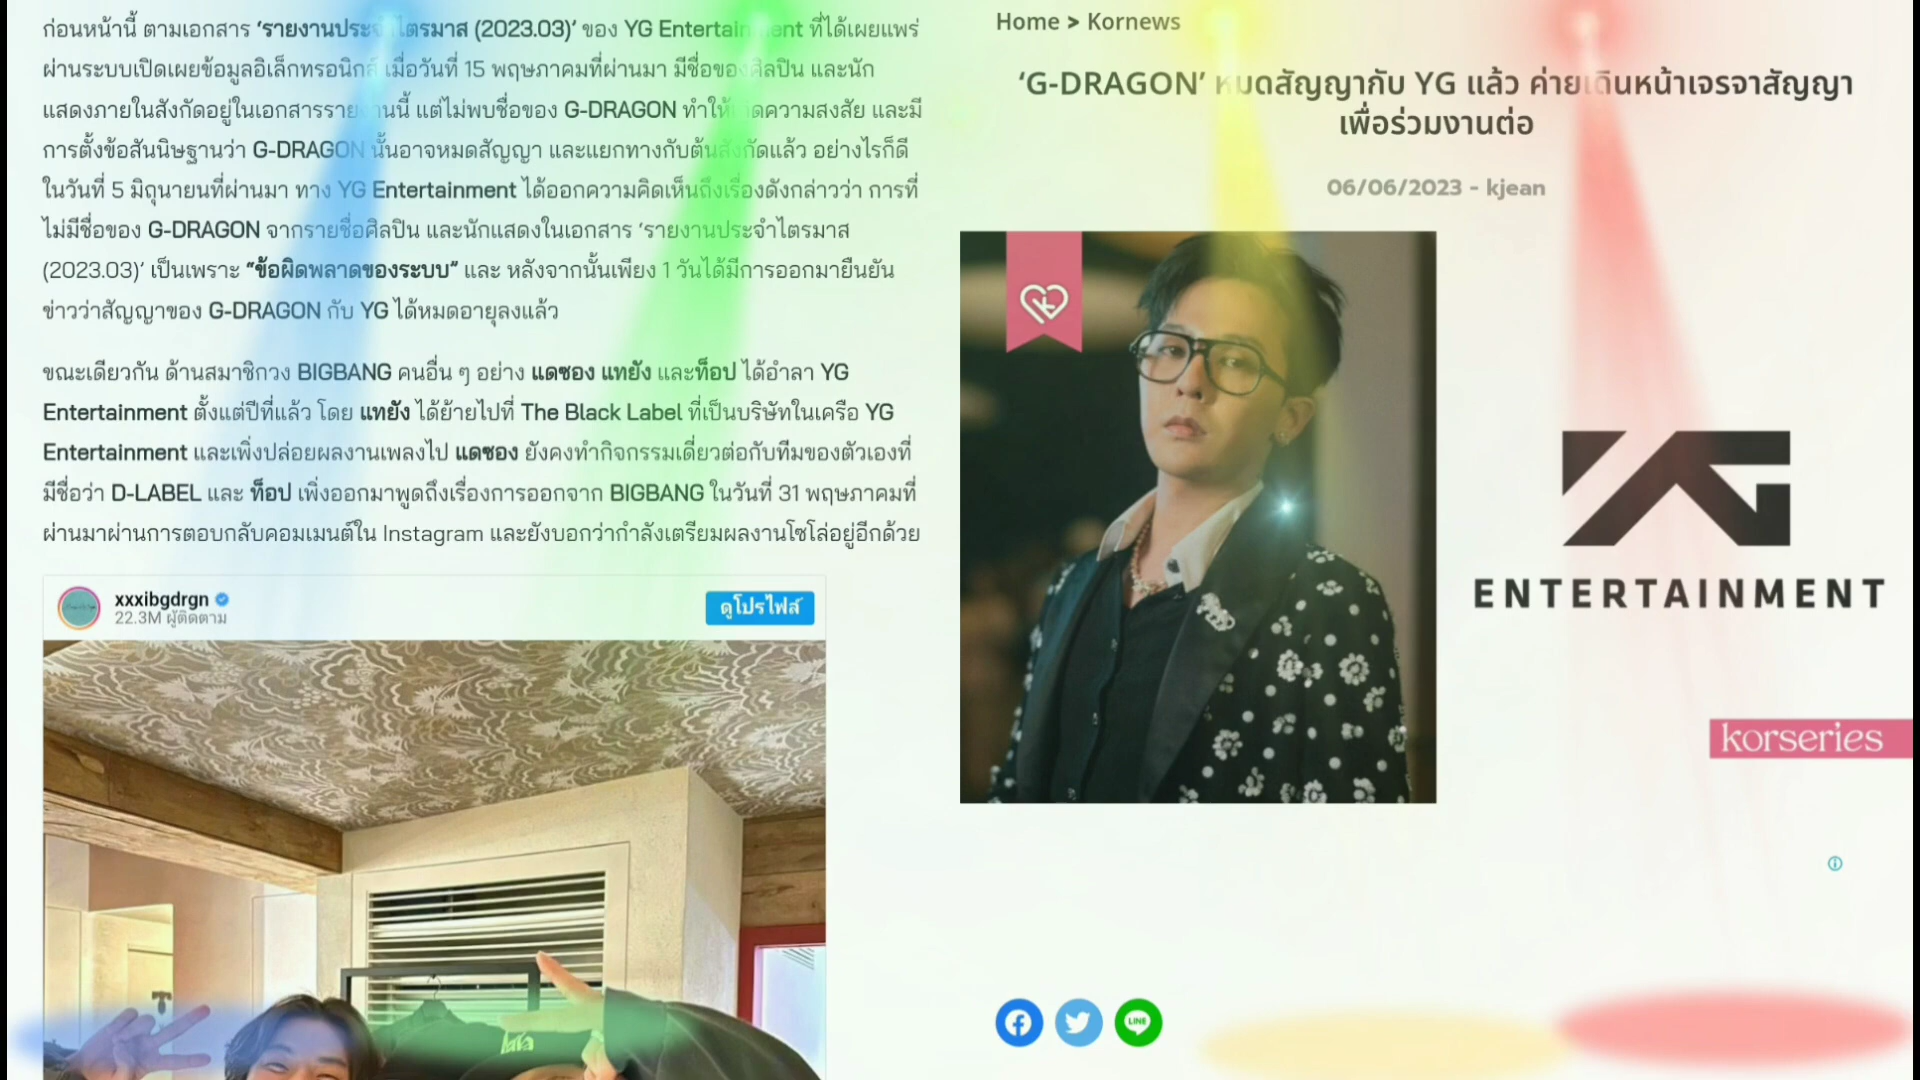 ก่อนหน้านี้ ตามเอกสาร ‘รายงานประจำไตรมาส (2023.03)’ ของ YG Entertainment ที่ได้เผยแพร่
ผ่านระบบเปิดเผยข้อมูลอิเล็กทรอนิกส์ เมื่อวันที่ 15 พฤษภาคมที่ผ่านมา มีชื่อของศิลปิน และนัก
แสดงภายในสังกัดอยู่ในเอกสารรายงานนี้ แต่ไม่พบชื่อของ G-DRAGON ทำให้เกิดความสงสัย และมี
การตั้งข้อสันนิษฐานว่า G-DRAGON นั้นอาจหมดสัญญา และแยกทางกับต้นสังกัดแล้ว อย่างไรก็ดี
ในวันที่ 5 มิถุนายนที่ผ่านมา ทาง YG Entertainment ได้ออกความคิดเห็นถึงเรื่องดังกล่าวว่า การที่
ไม่มีชื่อของ G-DRAGON จากรายชื่อศิลปิน และนักแสดงในเอกสาร ‘รายงานประจำไตรมาส
(2023.03)’ เป็นเพราะ “ข้อผิดพลาดของระบบ” และ หลังจากนั้นเพียง 1 วันได้มีการออกมายืนยัน
ข่าวว่าสัญญาของ G-DRAGON กับ YG ได้หมดอายุลงแล้ว
ขณะเดียวกัน ด้านสมาชิกวง BIGBANG คนอื่น ๆ อย่าง แดซอง แทยัง และท็อป ได้อำลา YG
Entertainment ตั้งแต่ปีที่แล้ว โดย แทยัง ได้ย้ายไปที่ The Black Label ที่เป็นบริษัทในเครือ YG
Entertainment และเพิ่งปล่อยผลงานเพลงไป แดซอง ยังคงทำกิจกรรมเดี่ยวต่อกับทีมของตัวเองที่
มีชื่อว่า D-LABEL และ ท็อป เพิ่งออกมาพูดถึงเรื่องการออกจาก BIGBANG ในวันที่ 31 พฤษภาคมที่
ผ่านมาผ่านการตอบกลับคอมเมนต์ใน Instagram และยังบอกว่ากำลังเตรียมผลงานโซโล่อยู่อีกด้วย
xxxibgdrgn
22.3M ผู้ติดตาม
ดูโปรไฟล์
Home > Kornews
‘G-DRAGON’ หมดสัญญากับ YG แล้ว ค่ายเดินหน้าเจรจาสัญญา
เพื่อร่วมงานต่อ
06/06/2023 - kjean
YG
ENTERTAINMENT
korseries
LINE